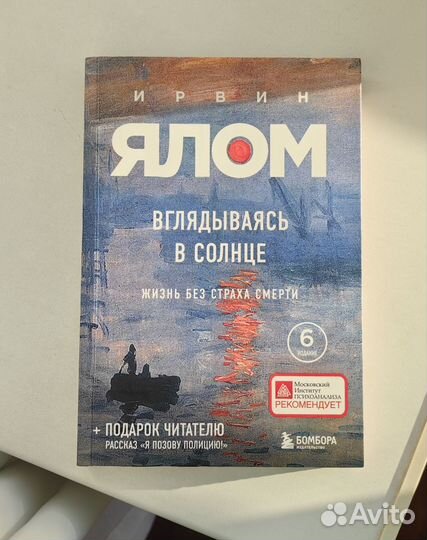 ИРВИН
ЯЛОМ
ВГЛЯДЫВАЯСЬ
В СОЛНЦЕ
ЖИЗНЬ БЕЗ СТРАХА СМЕРТИ
6
ИЗДАНИЕ
Московский
Институт
ПСИХОАНАЛИЗА
РЕКОМЕНДУЕТ
+ ПОДАРОК ЧИТАТЕЛЮ
РАССКАЗ «Я ПОЗОВУ ПОЛИЦИЮ!»
БОМБОРА
ИЗДАТЕЛЬСТВО
Avito